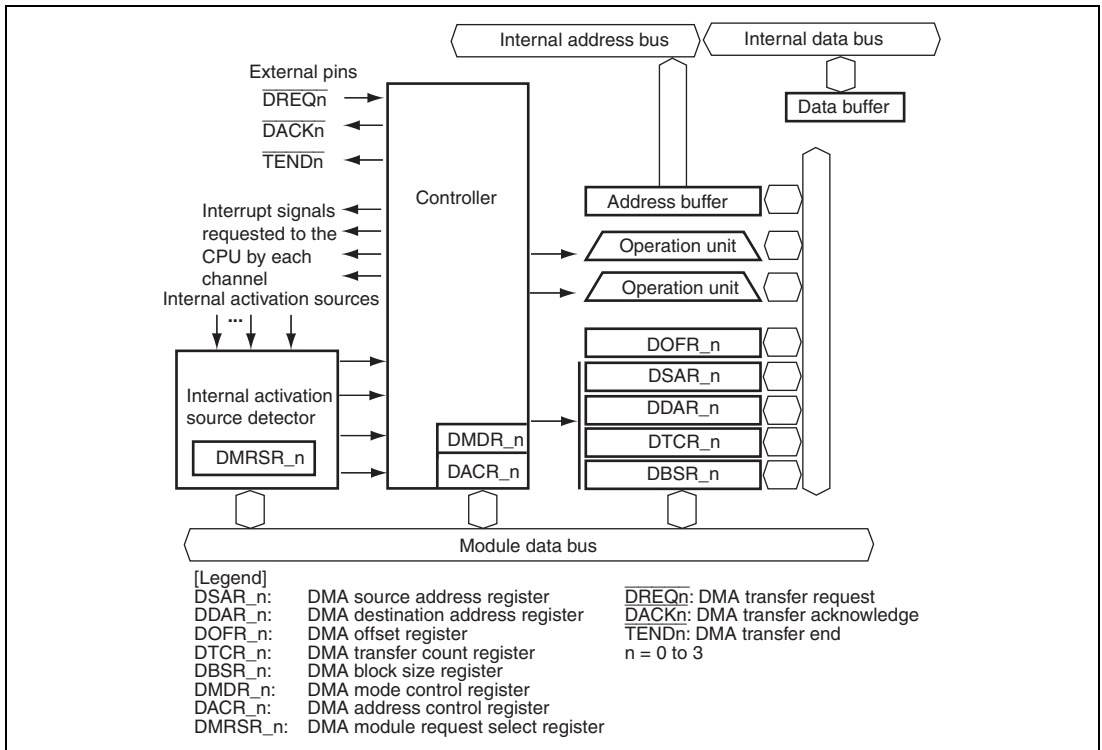 Internal address bus
Internal data bus
External pins
DREQn
DACKn
TENDn
Data buffer
Controller
Address buffer
Interrupt signals
requested to the
CPU by each
channel
Operation unit
Operation unit
Internal activation sources
...
DOFR_n
DSAR_n
DDAR_n
DTCR_n
DBSR_n
Internal activation
source detector
DMRSR_n
DMDR_n
DACR_n
Module data bus
[Legend]
DSAR_n: DMA source address register
DDAR_n: DMA destination address register
DOFR_n: DMA offset register
DTCR_n: DMA transfer count register
DBSR_n: DMA block size register
DMDR_n: DMA mode control register
DACR_n: DMA address control register
DMRSR_n: DMA module request select register
DREQn: DMA transfer request
DACKn: DMA transfer acknowledge
TENDn: DMA transfer end
n = 0 to 3